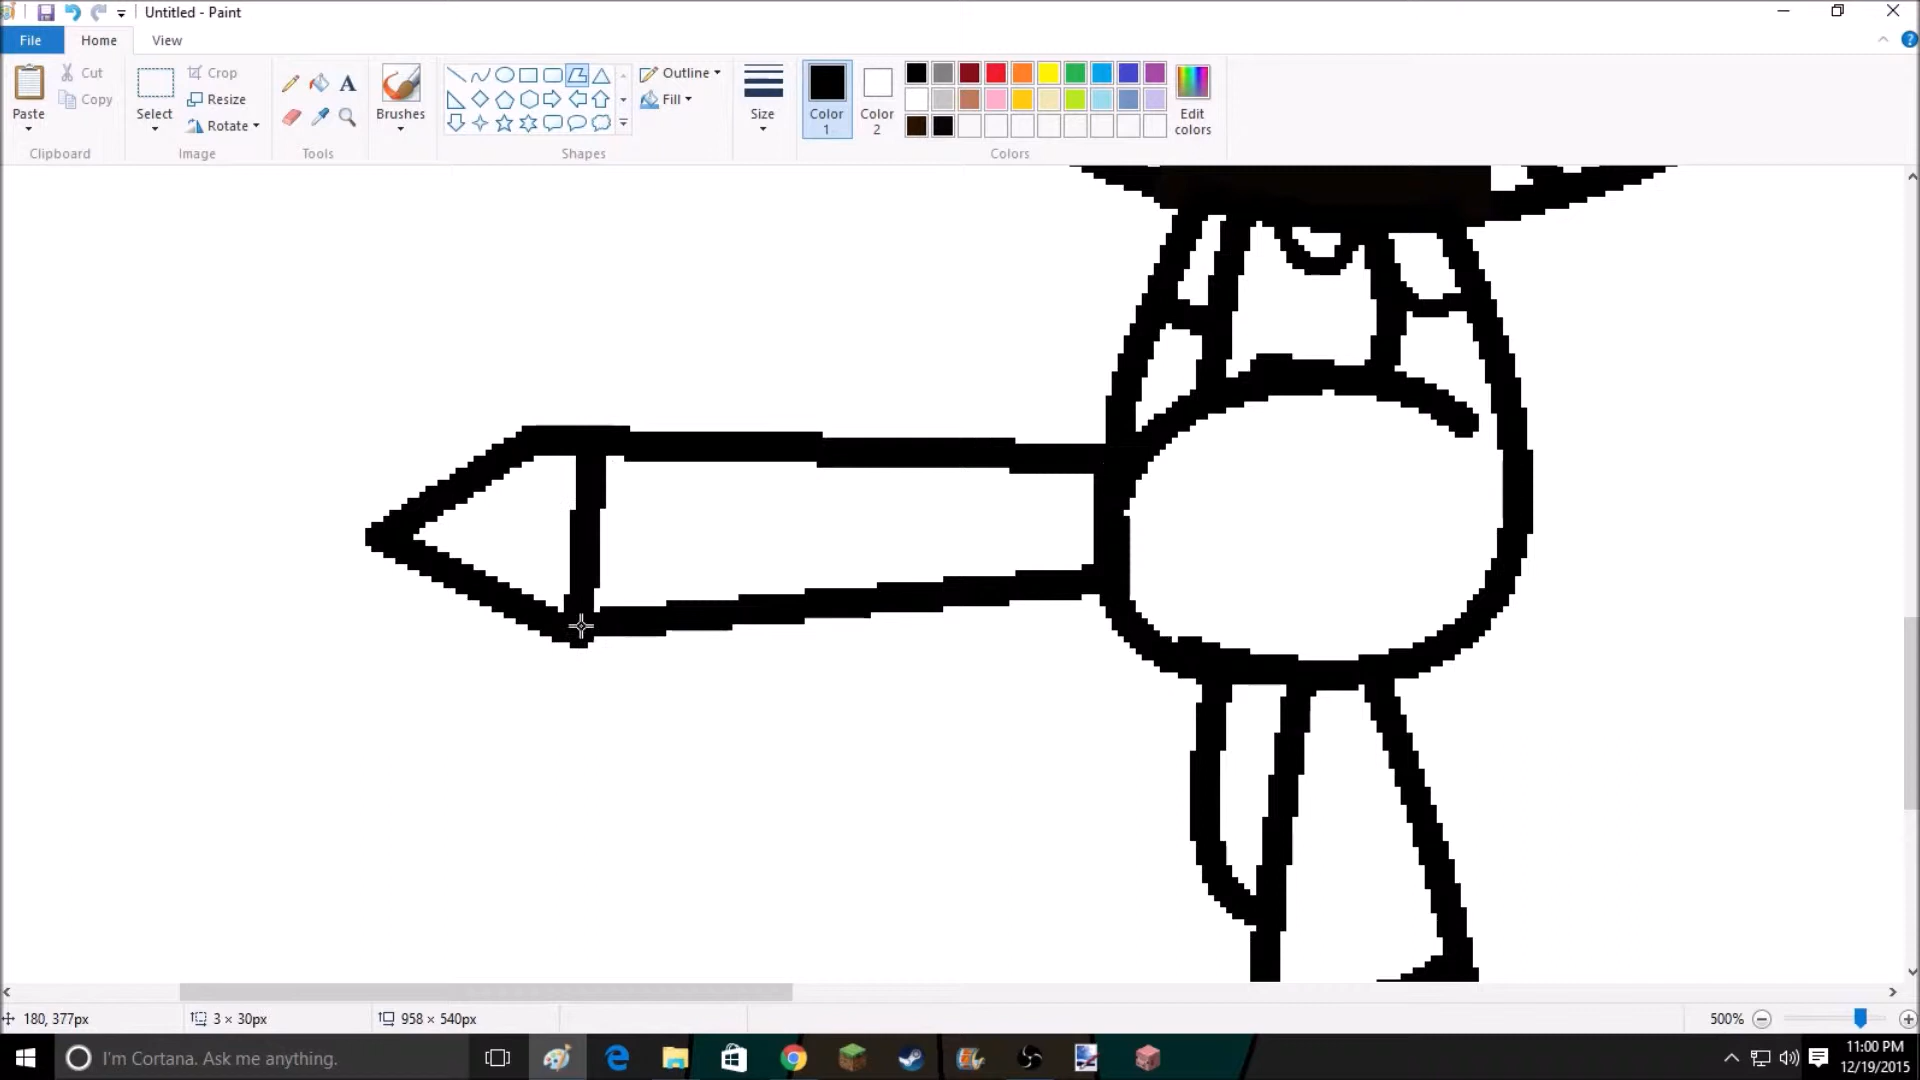 Untitled - Paint
File Home View
Paste
Cut
Copy
Clipboard
Select
Crop
Resize
Rotate
Image
A
Tools
Brushes
Outline
Fill
Shapes
Size
Color 1
Color 2
Edit colors
Colors
180, 377px
3 × 30px
958 × 540px
500%
I'm Cortana. Ask me anything.
11:00 PM
12/19/2015